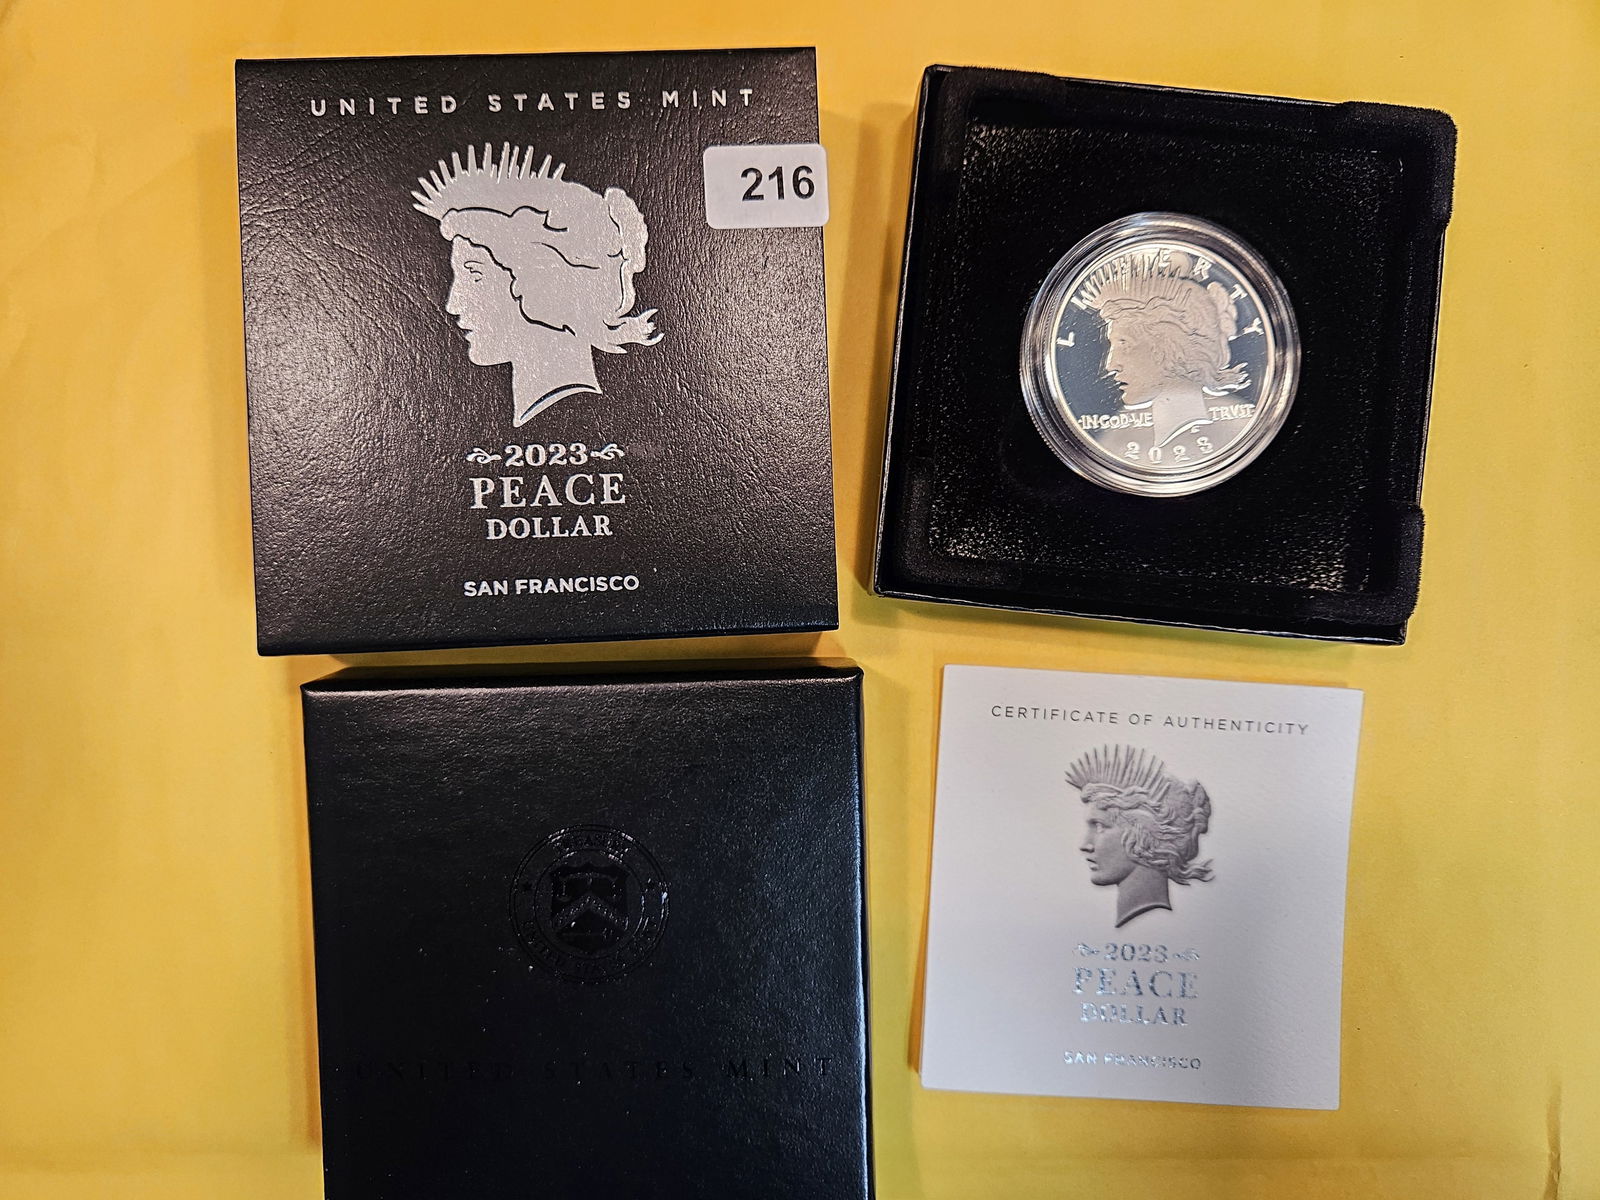 UNITED STATES MINT
216
2023
PEACE
DOLLAR
SAN FRANCISCO
LIBERTY
IN GOD WE TRVST
2023
UNITED STATES MINT
CERTIFICATE OF AUTHENTICITY
2023
PEACE
DOLLAR
SAN FRANCISCO